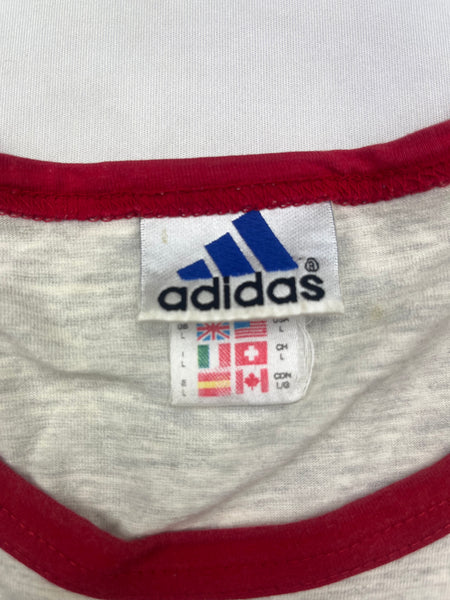 adidas
®
GB L USA L
I L CH L
E L CDN L/G